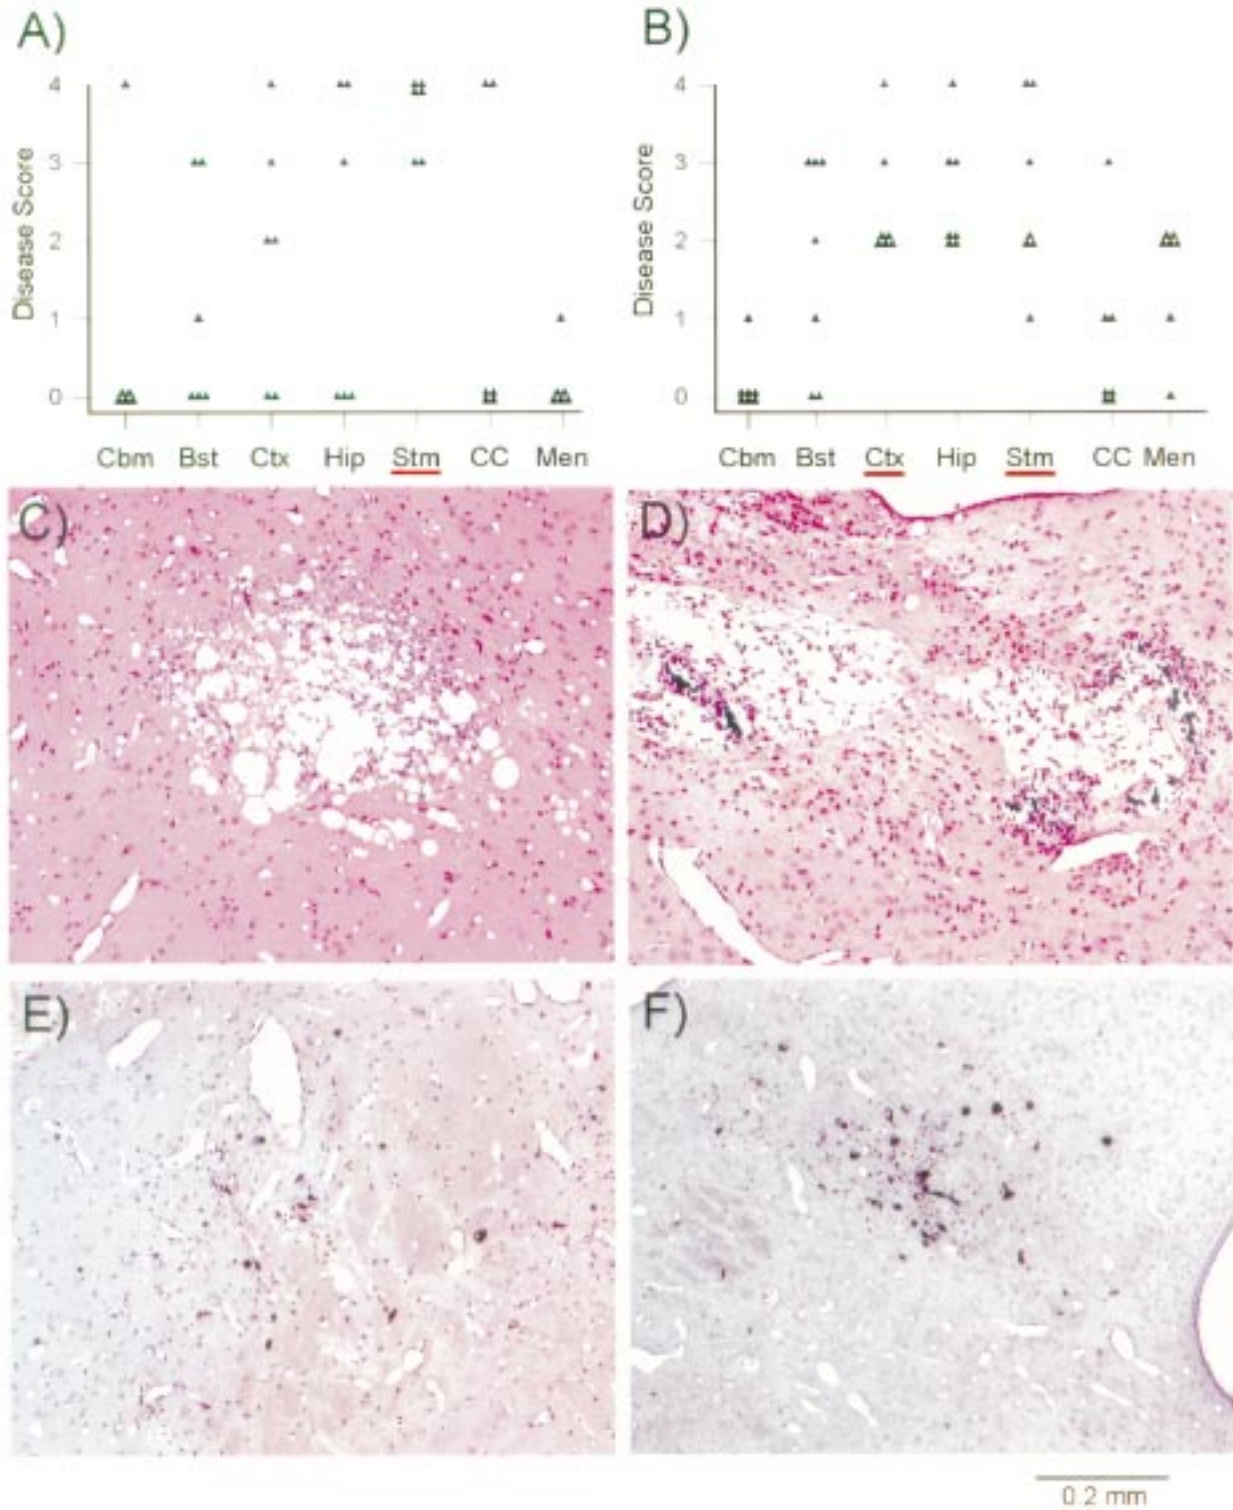 A)
B)
Disease Score
4
3
2
1
0
Cbm Bst Ctx Hip Stm CC Men
Disease Score
4
3
2
1
0
Cbm Bst Ctx Hip Stm CC Men
C)
D)
E)
F)
0.2 mm